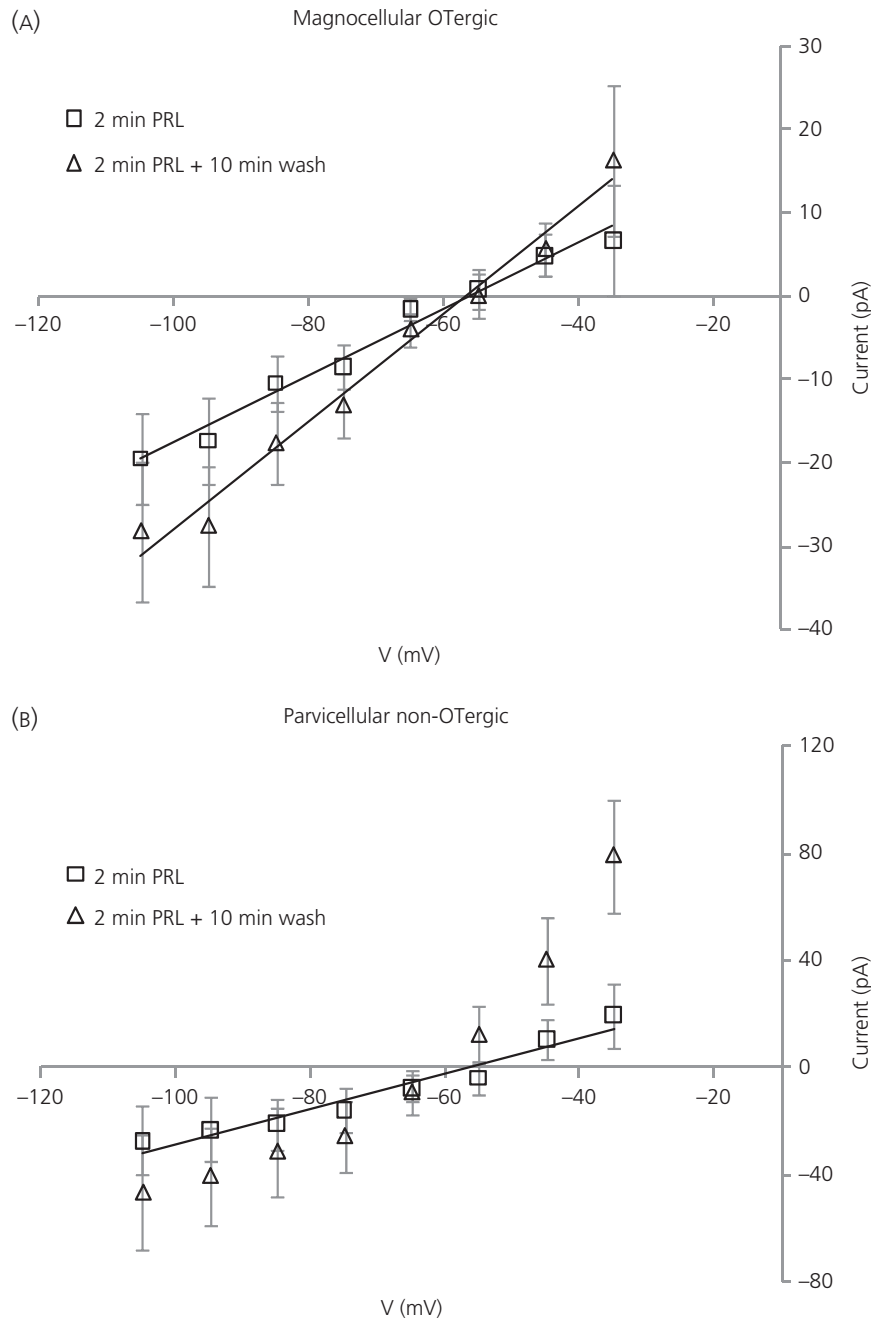 (A)
Magnocellular OTergic
2 min PRL
2 min PRL + 10 min wash
30
20
10
0
–10
–20
–30
–40
Current (pA)
–120
–100
–80
–60
–40
–20
V (mV)
(B)
Parvicellular non-OTergic
2 min PRL
2 min PRL + 10 min wash
120
80
40
0
–40
–80
Current (pA)
–120
–100
–80
–60
–40
–20
V (mV)